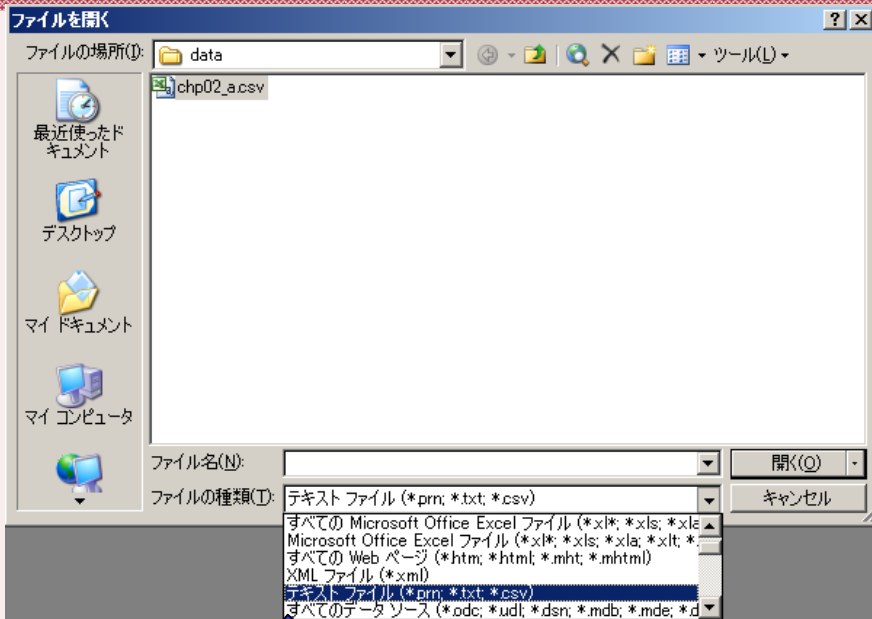 ファイルを開く
ファイルの場所(I):
data
ツール(L)
chp02_a.csv
最近使ったド
キュメント
デスクトップ
マイ ドキュメント
マイ コンピュータ
ファイル名(N):
開く(O)
ファイルの種類(T):
テキスト ファイル (*.prn; *.txt; *.csv)
キャンセル
すべての Microsoft Office Excel ファイル (*.xl*; *.xls; *.xla
Microsoft Office Excel ファイル (*.xl*; *.xls; *.xla; *.xlt; *.
すべての Web ページ (*.htm; *.html; *.mht; *.mhtml)
XML ファイル (*.xml)
テキスト ファイル (*.prn; *.txt; *.csv)
すべてのデータ ソース (*.odc; *.udl; *.dsn; *.mdb; *.mde; *.d